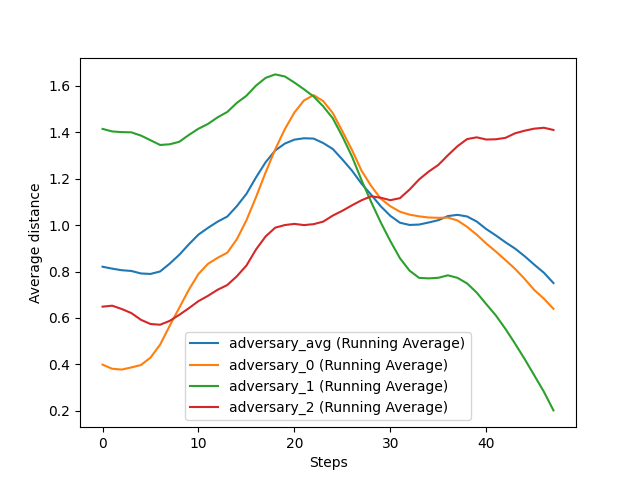 1.6
1.4
1.2
1.0
0.8
0.6
0.4
0.2
Average distance
adversary_avg (Running Average)
adversary_0 (Running Average)
adversary_1 (Running Average)
adversary_2 (Running Average)
0
10
20
30
40
Steps